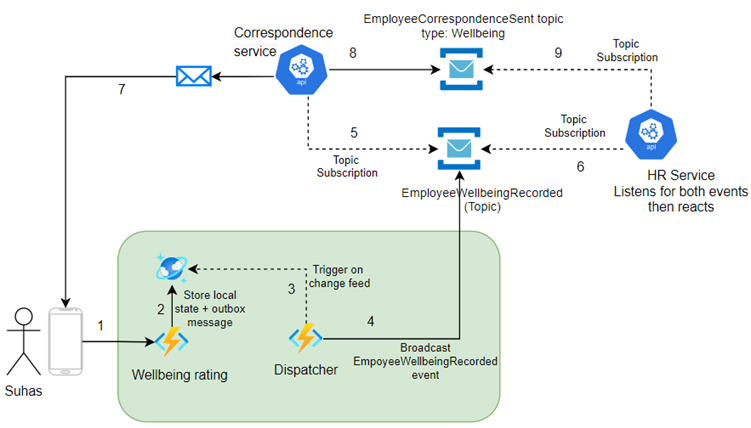 EmployeeCorrespondenceSent topic
type: Wellbeing
Correspondence
service
8
9
Topic
Subscription
7
api
5
Topic
Subscription
Topic
Subscription
6
api
HR Service
Listens for both events
then reacts
EmployeeWellbeingRecorded
(Topic)
Trigger on
change feed
3
2
Store local
state + outbox
message
1
4
Wellbeing rating
Dispatcher
Broadcast
EmpoyeeWellbeingRecorded
event
Suhas